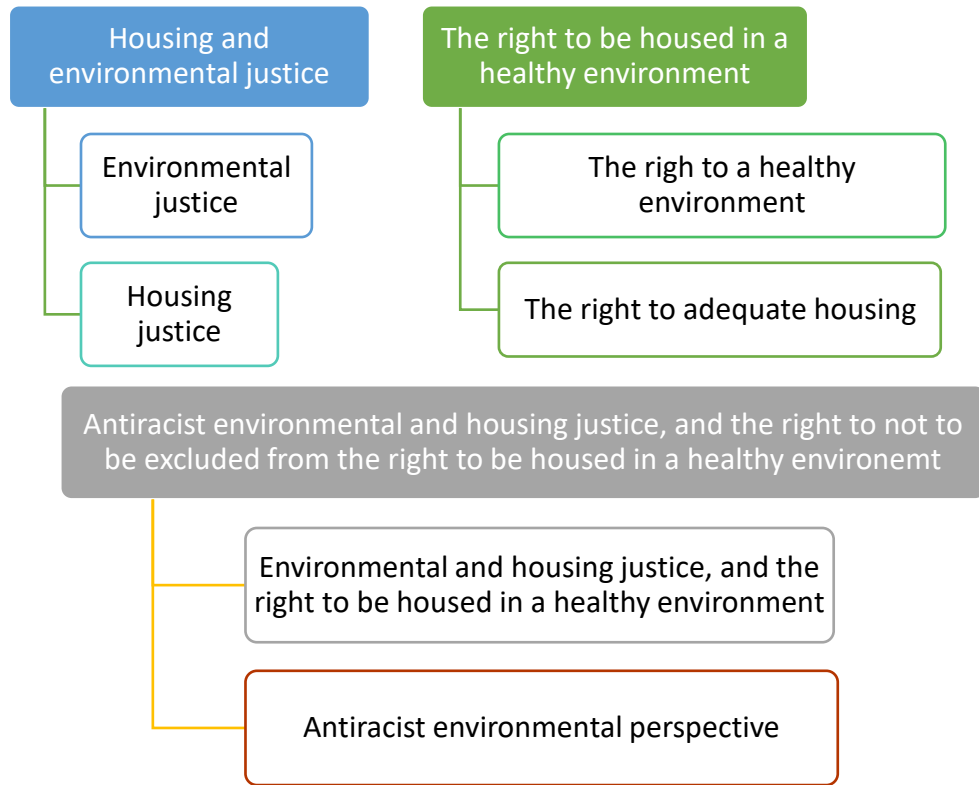 Housing and
environmental justice
Environmental
justice
Housing
justice
The right to be housed in a
healthy environment
The righ to a healthy
environment
The right to adequate housing
Antiracist environmental and housing justice, and the right to not to
be excluded from the right to be housed in a healthy environemt
Environmental and housing justice, and the
right to be housed in a healthy environment
Antiracist environmental perspective